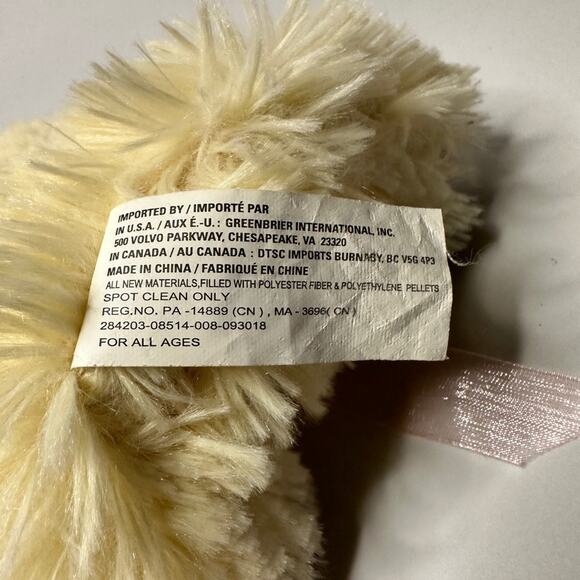 IMPORTED BY / IMPORTÉ PAR
IN U.S.A. / AUX É.-U. : GREENBRIER INTERNATIONAL, INC.
500 VOLVO PARKWAY, CHESAPEAKE, VA 23320
IN CANADA / AU CANADA : DTSC IMPORTS BURNABY, BC V5G 4P3
MADE IN CHINA / FABRIQUÉ EN CHINE
ALL NEW MATERIALS,FILLED WITH POLYESTER FIBER & POLYETHYLENE PELLETS
SPOT CLEAN ONLY
REG.NO. PA -14889 (CN) , MA - 3696( CN )
284203-08514-008-093018
FOR ALL AGES